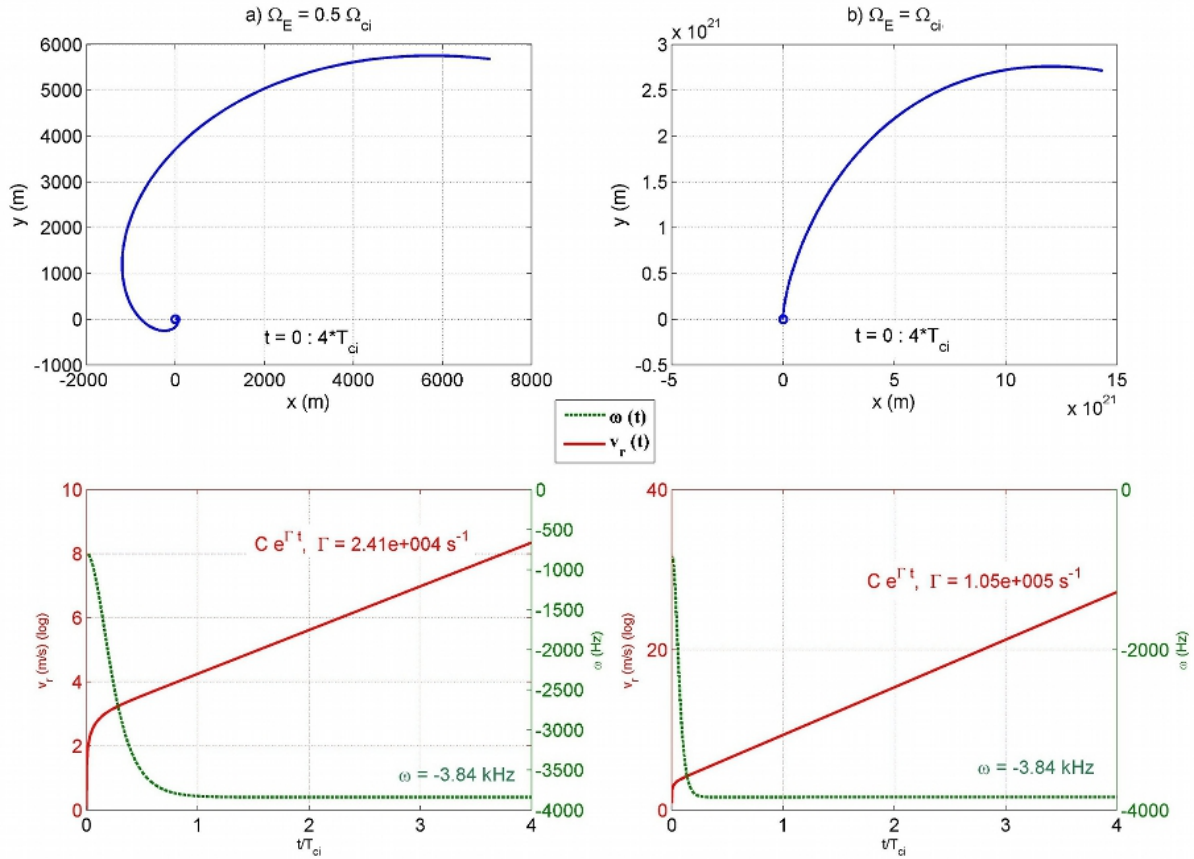 a) Ω_E = 0.5 Ω_ci
6000
5000
4000
3000
2000
1000
0
-1000
y (m)
t = 0 : 4*T_ci
-2000 0 2000 4000 6000 8000
x (m)
b) Ω_E = Ω_ci
x 10^21
3
2.5
2
1.5
1
0.5
0
-0.5
y (m)
t = 0 : 4*T_ci
-5 0 5 10 15
x (m)
x 10^21
ω (t)
v_r (t)
10
8
6
4
2
0
v_r (m/s) (log)
C e^Γ t, Γ = 2.41e+004 s^-1
ω = -3.84 kHz
0
-500
-1000
-1500
-2000
-2500
-3000
-3500
-4000
ω (Hz)
0 1 2 3 4
t/T_ci
40
20
0
v_r (m/s) (log)
C e^Γ t, Γ = 1.05e+005 s^-1
ω = -3.84 kHz
0
-2000
-4000
ω (Hz)
0 1 2 3 4
t/T_ci